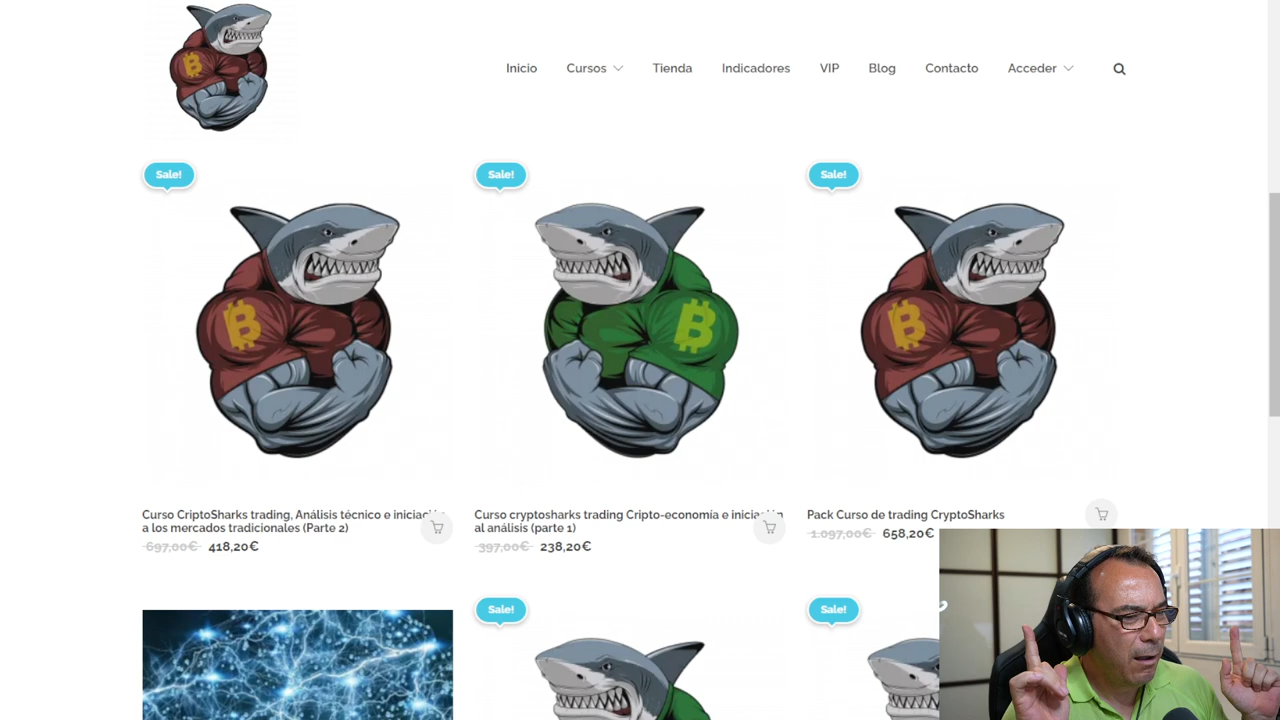 Inicio Cursos Tienda Indicadores VIP Blog Contacto Acceder
Sale! Sale! Sale!
Curso CriptoSharks trading, Análisis técnico e iniciación
a los mercados tradicionales (Parte 2)
697,00€ 418,20€
Curso cryptosharks trading Cripto-economía e iniciación
al análisis (parte 1)
397,00€ 238,20€
Pack Curso de trading CryptoSharks
1.097,00€ 658,20€
Sale! Sale!